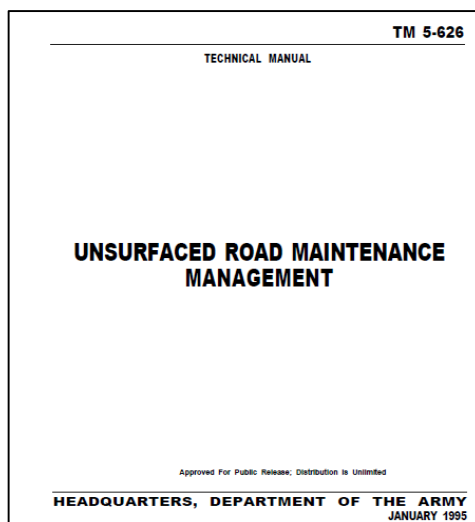 TM 5-626
TECHNICAL MANUAL
UNSURFACED ROAD MAINTENANCE
MANAGEMENT
Approved For Public Release; Distribution Is Unlimited
HEADQUARTERS, DEPARTMENT OF THE ARMY
JANUARY 1995